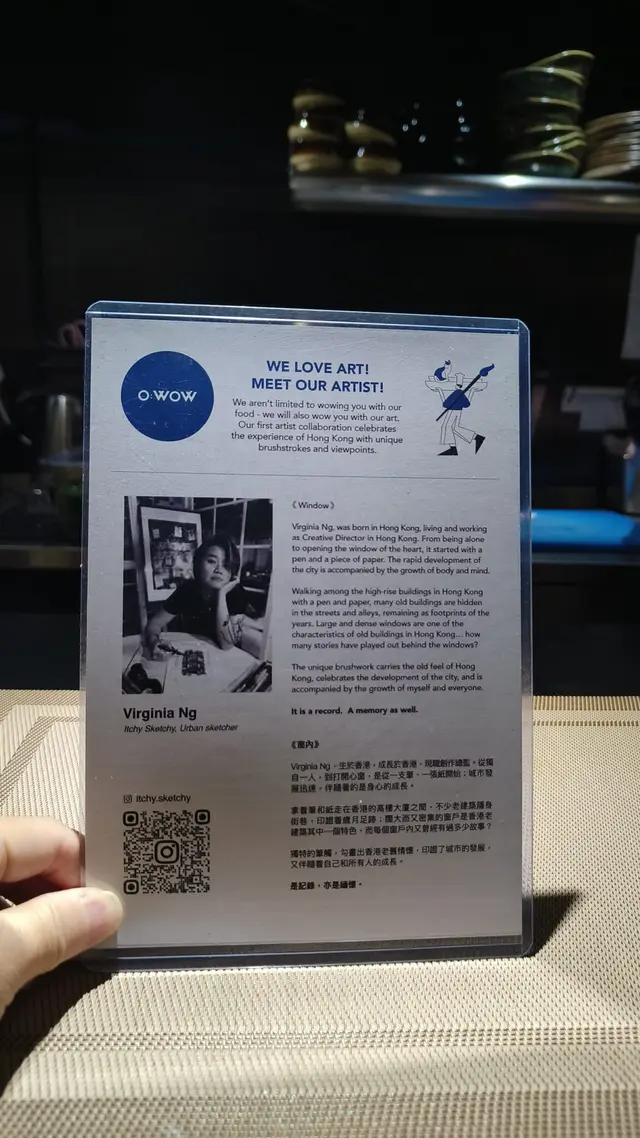 O:WOW
WE LOVE ART!
MEET OUR ARTIST!
We aren't limited to wowing you with our
food - we will also wow you with our art.
Our first artist collaboration celebrates
the experience of Hong Kong with unique
brushstrokes and viewpoints.
《 Window 》
Virginia Ng, was born in Hong Kong, living and working
as Creative Director in Hong Kong. From being alone
to opening the window of the heart, it started with a
pen and a piece of paper. The rapid development of
the city is accompanied by the growth of body and mind.
Walking among the high-rise buildings in Hong Kong
with a pen and paper, many old buildings are hidden
in the streets and alleys, remaining as footprints of the
years. Large and dense windows are one of the
characteristics of old buildings in Hong Kong... how
many stories have played out behind the windows?
The unique brushwork carries the old feel of Hong
Kong, celebrates the development of the city, and is
accompanied by the growth of myself and everyone.
It is a record. A memory as well.
Virginia Ng
Itchy Sketchy, Urban sketcher
《窗內》
Virginia Ng，生於香港，成長於香港，現職創作總監。從獨
自一人，到打開心窗，是從一支筆、一張紙開始；城市發
展迅速，伴隨着的是身心的成長。
拿着筆和紙走在香港的高樓大廈之間，不少老建築隱身
街巷，印證着歲月足跡；闊大而又密集的窗戶是香港老
建築其中一個特色，而每個窗戶內又曾經有過多少故事？
獨特的筆觸，勾畫出香港老舊情懷，印證了城市的發展，
又伴隨着自己和所有人的成長。
是記錄，亦是緬懷。
itchy.sketchy